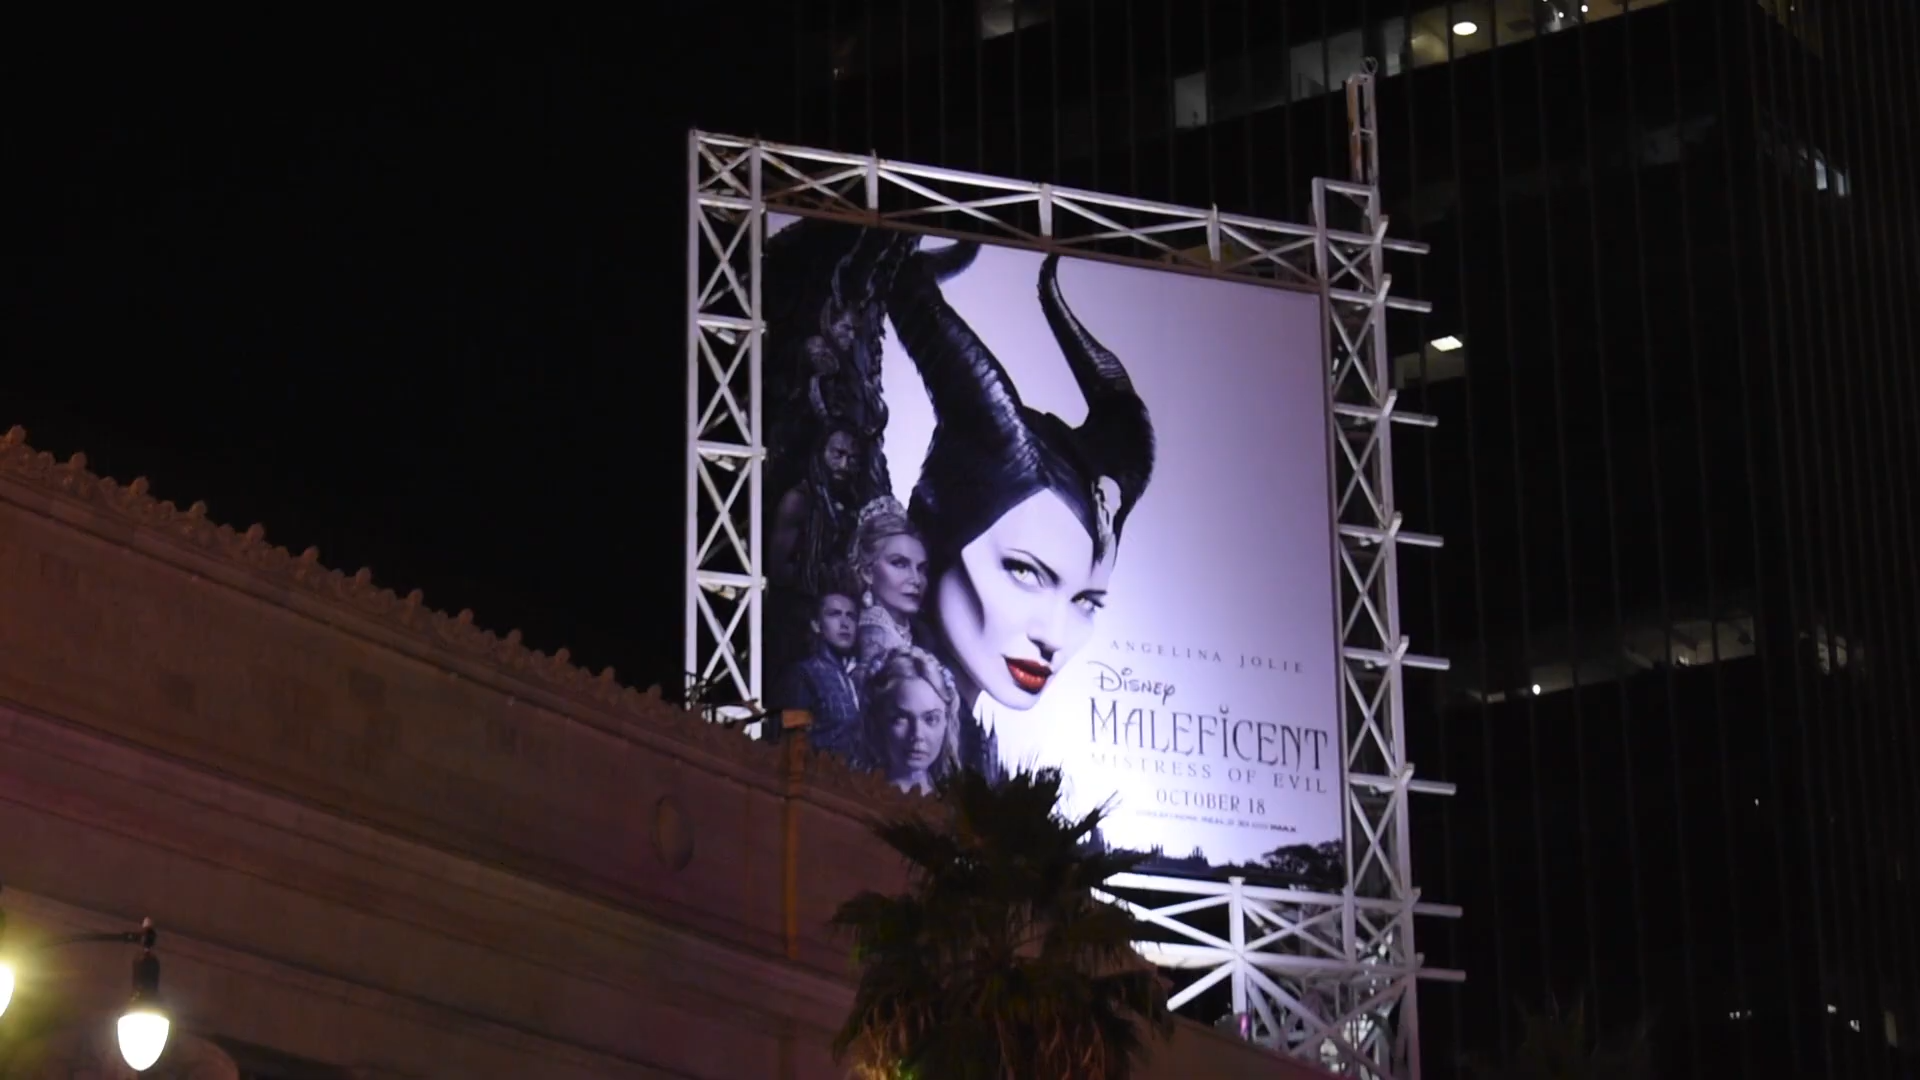 ANGELINA JOLIE
DISNEY
MALEFICENT
MISTRESS OF EVIL
OCTOBER 18